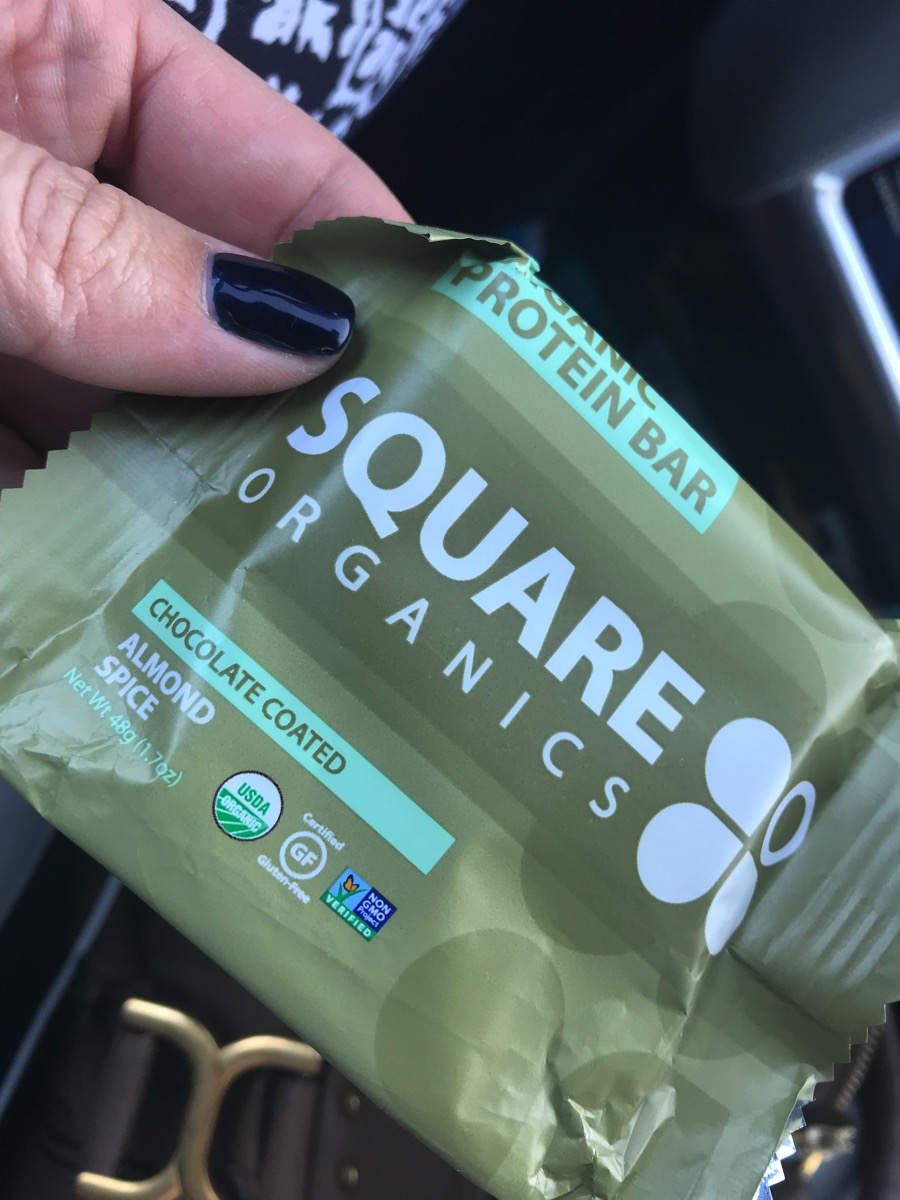 ORGANIC
PROTEIN BAR
SQUARE
ORGANICS
CHOCOLATE COATED
ALMOND
SPICE
Net Wt 48g (1.7oz)
USDA
ORGANIC
Certified
GF
Gluten-Free
NON
GMO
Project
VERIFIED